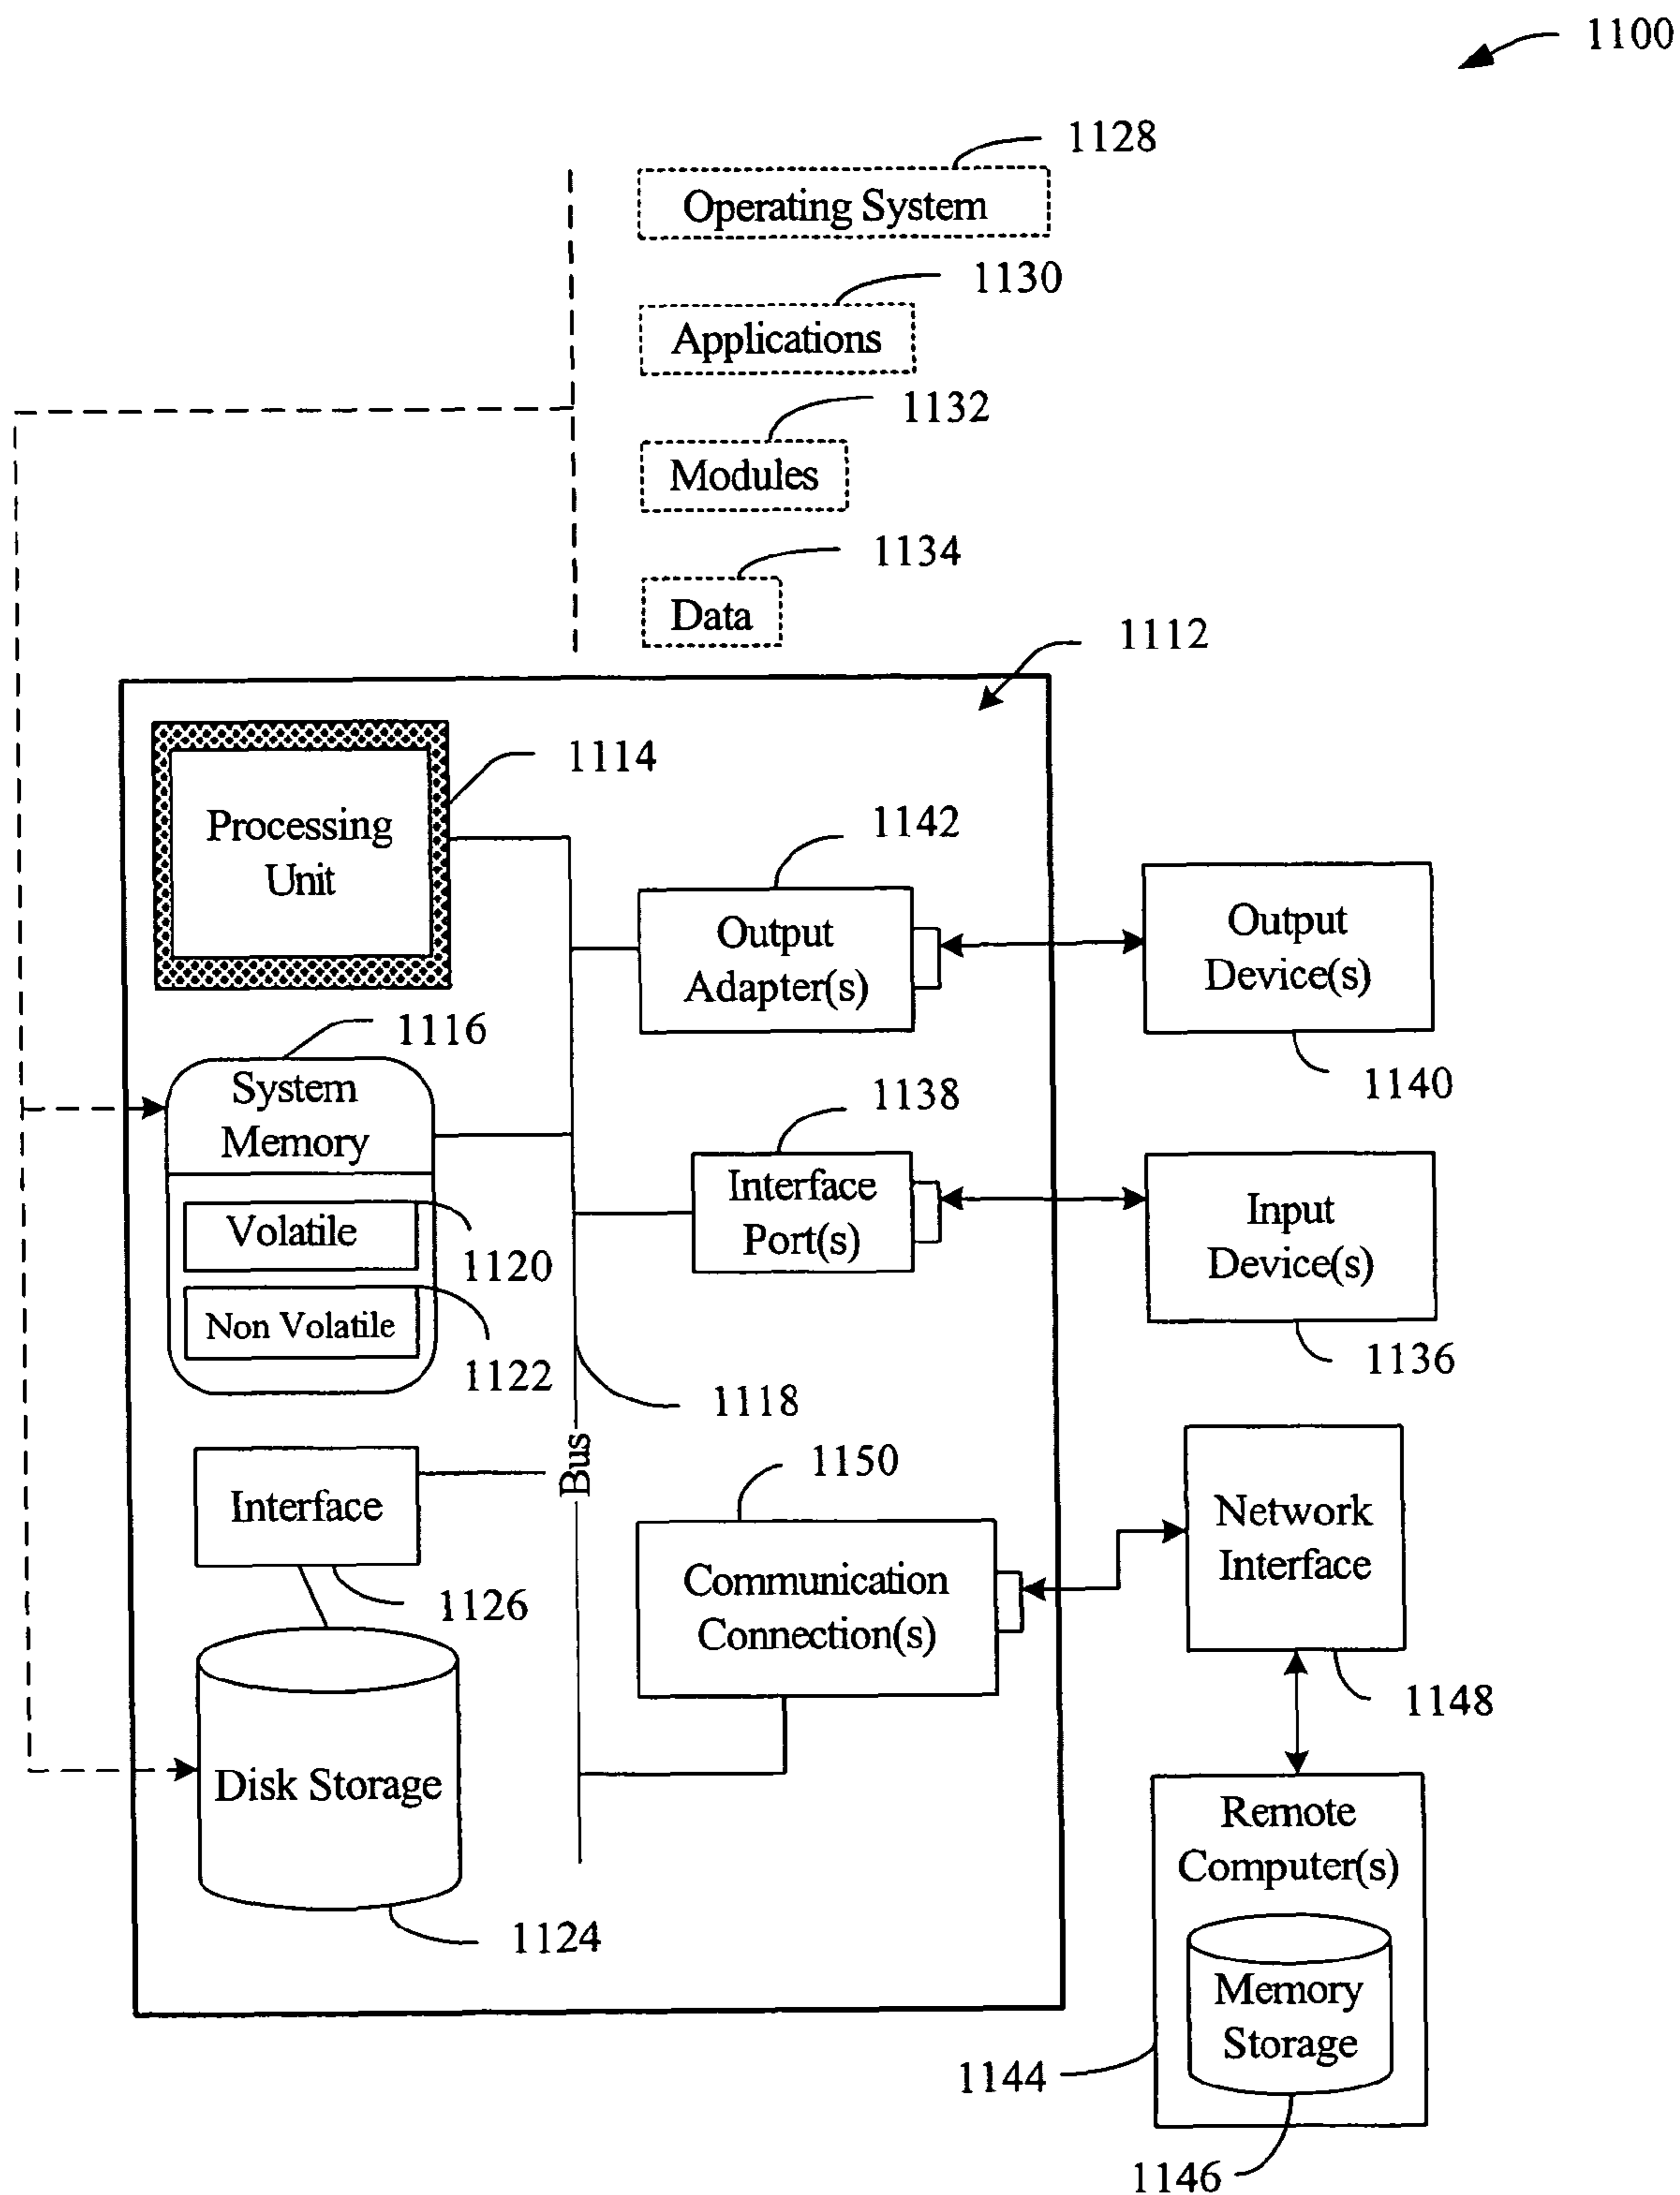 1100
1128
Operating System
1130
Applications
1132
Modules
1134
Data
1112
1114
Processing
Unit
1142
Output
Adapter(s)
Output
Device(s)
1140
1116
System
Memory
1138
Interface
Port(s)
Input
Device(s)
1136
Volatile
1120
Non Volatile
1122
1118
Bus
1150
Interface
1126
Communication
Connection(s)
Network
Interface
1148
Disk Storage
1124
Remote
Computer(s)
Memory
Storage
1144
1146